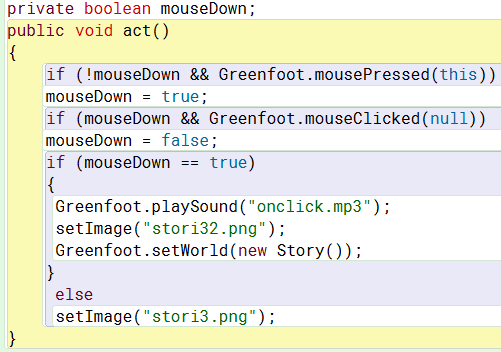 private boolean mouseDown;
public void act()
{
if (!mouseDown && Greenfoot.mousePressed(this))
mouseDown = true;
if (mouseDown && Greenfoot.mouseClicked(null))
mouseDown = false;
if (mouseDown == true)
{
Greenfoot.playSound("onclick.mp3");
setImage("stori32.png");
Greenfoot.setWorld(new Story());
}
else
setImage("stori3.png");
}